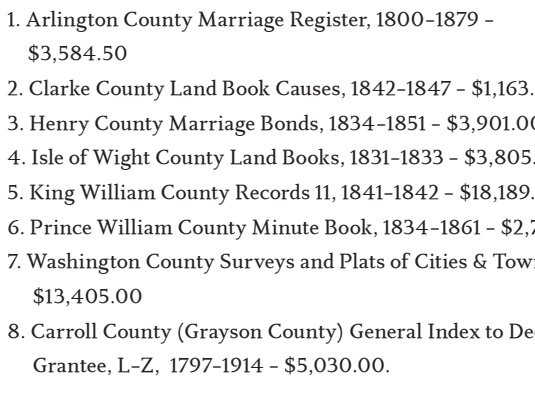 1. Arlington County Marriage Register, 1800–1879 –
$3,584.50
2. Clarke County Land Book Causes, 1842–1847 – $1,163.
3. Henry County Marriage Bonds, 1834–1851 – $3,901.00
4. Isle of Wight County Land Books, 1831–1833 – $3,805.
5. King William County Records 11, 1841–1842 – $18,189.
6. Prince William County Minute Book, 1834–1861 – $2,7
7. Washington County Surveys and Plats of Cities & Tow
$13,405.00
8. Carroll County (Grayson County) General Index to De
Grantee, L–Z, 1797–1914 – $5,030.00.